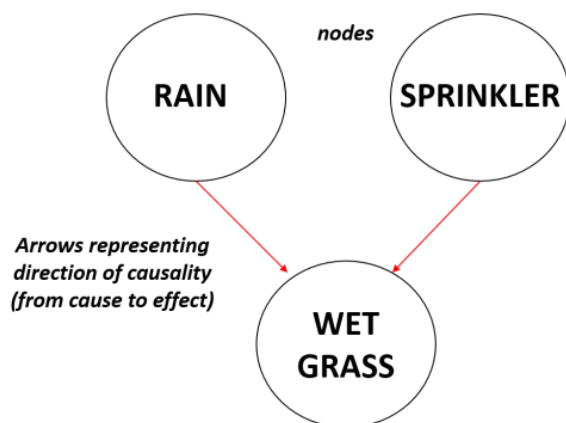 nodes
RAIN
SPRINKLER
Arrows representing
direction of causality
(from cause to effect)
WET
GRASS